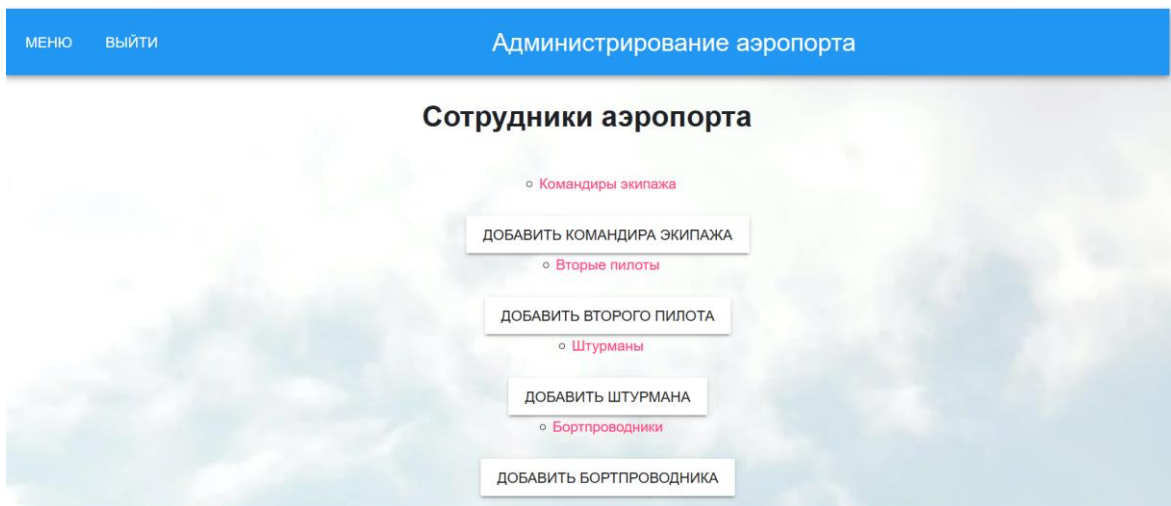 МЕНЮ ВЫЙТИ Администрирование аэропорта
Сотрудники аэропорта
Командиры экипажа
ДОБАВИТЬ КОМАНДИРА ЭКИПАЖА
Вторые пилоты
ДОБАВИТЬ ВТОРОГО ПИЛОТА
Штурманы
ДОБАВИТЬ ШТУРМАНА
Бортпроводники
ДОБАВИТЬ БОРТПРОВОДНИКА